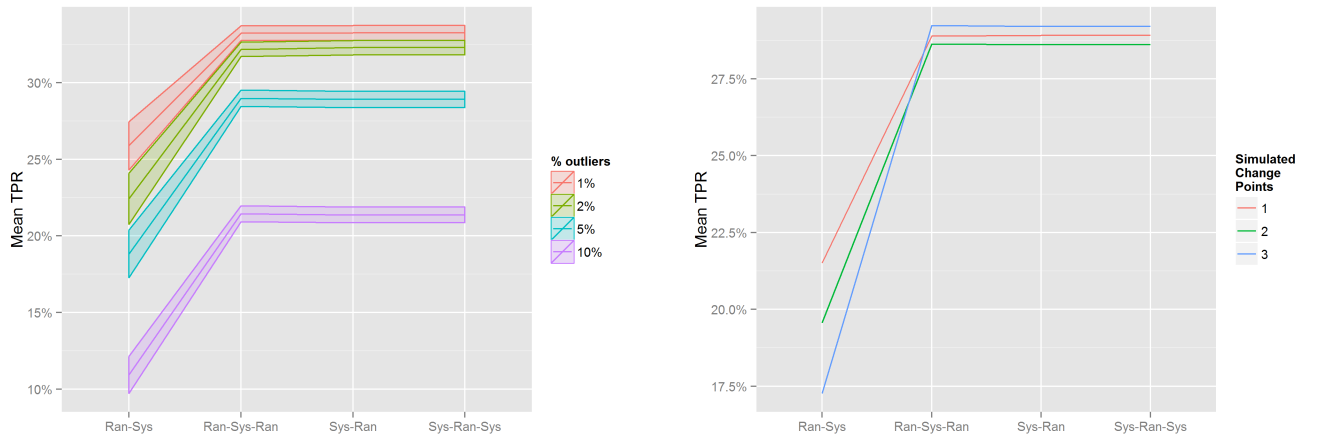 Mean TPR
30%
25%
20%
15%
10%
Ran-Sys
Ran-Sys-Ran
Sys-Ran
Sys-Ran-Sys
% outliers
1%
2%
5%
10%
Mean TPR
27.5%
25.0%
22.5%
20.0%
17.5%
Ran-Sys
Ran-Sys-Ran
Sys-Ran
Sys-Ran-Sys
Simulated
Change
Points
1
2
3